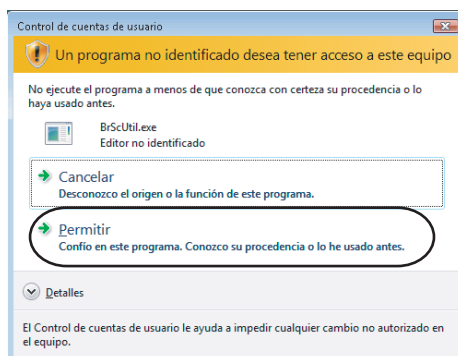 Control de cuentas de usuario
Un programa no identificado desea tener acceso a este equipo
No ejecute el programa a menos de que conozca con certeza su procedencia o lo
haya usado antes.
BrScUtil.exe
Editor no identificado
Cancelar
Desconozco el origen o la función de este programa.
Permitir
Confío en este programa. Conozco su procedencia o lo he usado antes.
Detalles
El Control de cuentas de usuario le ayuda a impedir cualquier cambio no autorizado en
el equipo.